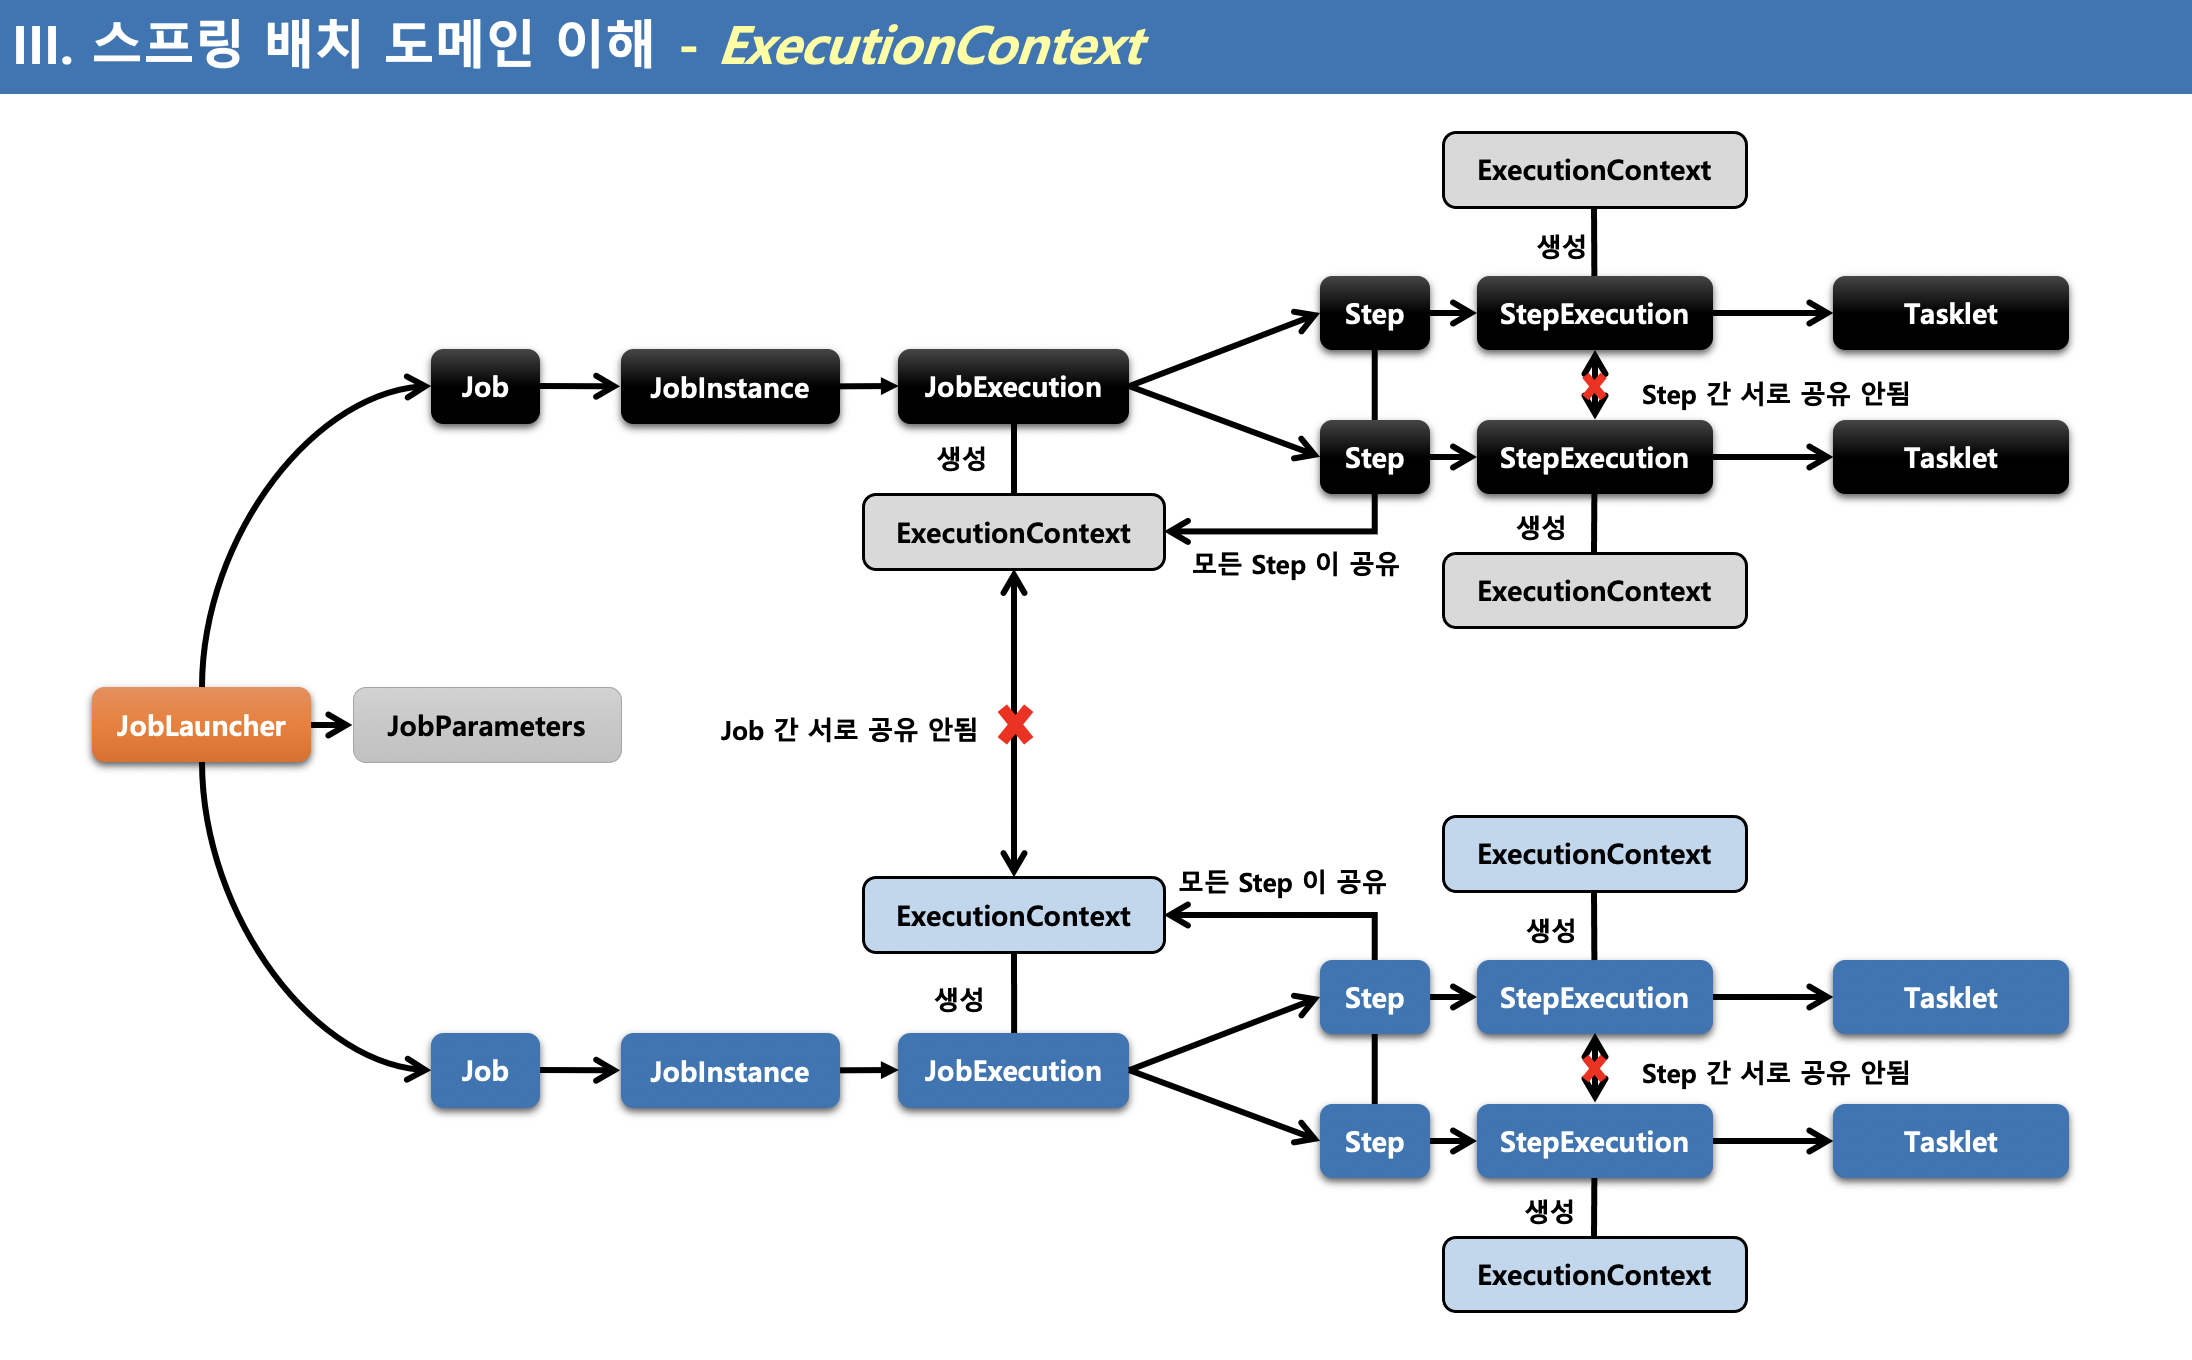 III. 스프링 배치 도메인 이해 - ExecutionContext
ExecutionContext
생성
Step
StepExecution
Tasklet
Job
JobInstance
JobExecution
Step 간 서로 공유 안됨
생성
Step
StepExecution
Tasklet
ExecutionContext
모든 Step 이 공유
생성
ExecutionContext
JobLauncher
JobParameters
Job 간 서로 공유 안됨
ExecutionContext
모든 Step 이 공유
ExecutionContext
생성
생성
Step
StepExecution
Tasklet
Job
JobInstance
JobExecution
Step 간 서로 공유 안됨
Step
StepExecution
Tasklet
생성
ExecutionContext